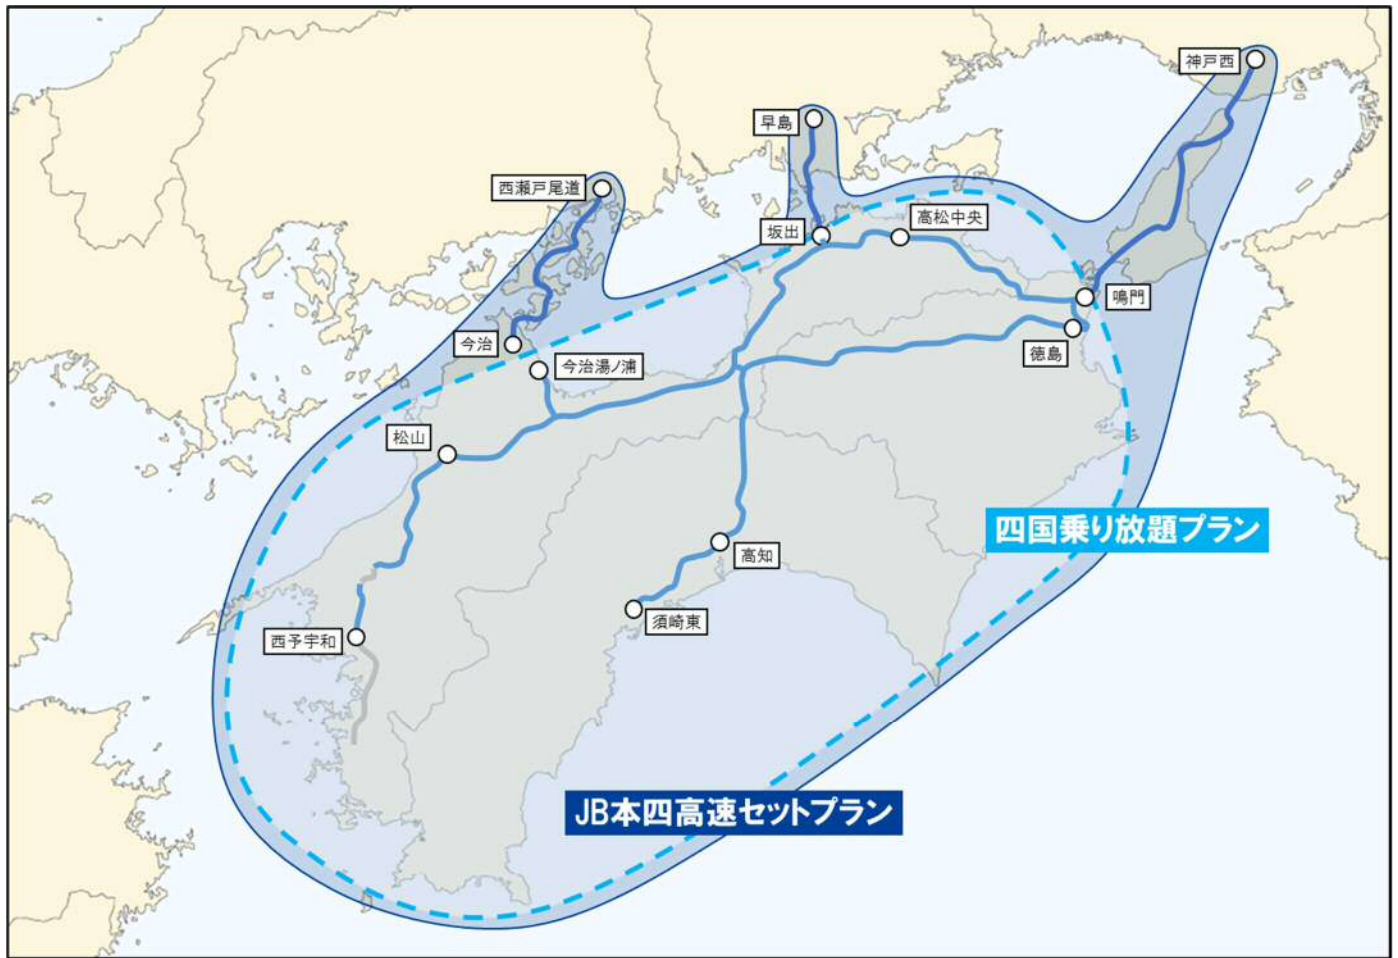 神戸西
早島
西瀬戸尾道
高松中央
坂出
鳴門
徳島
今治
今治湯ノ浦
松山
四国乗り放題プラン
高知
須崎東
西予宇和
JB本四高速セットプラン